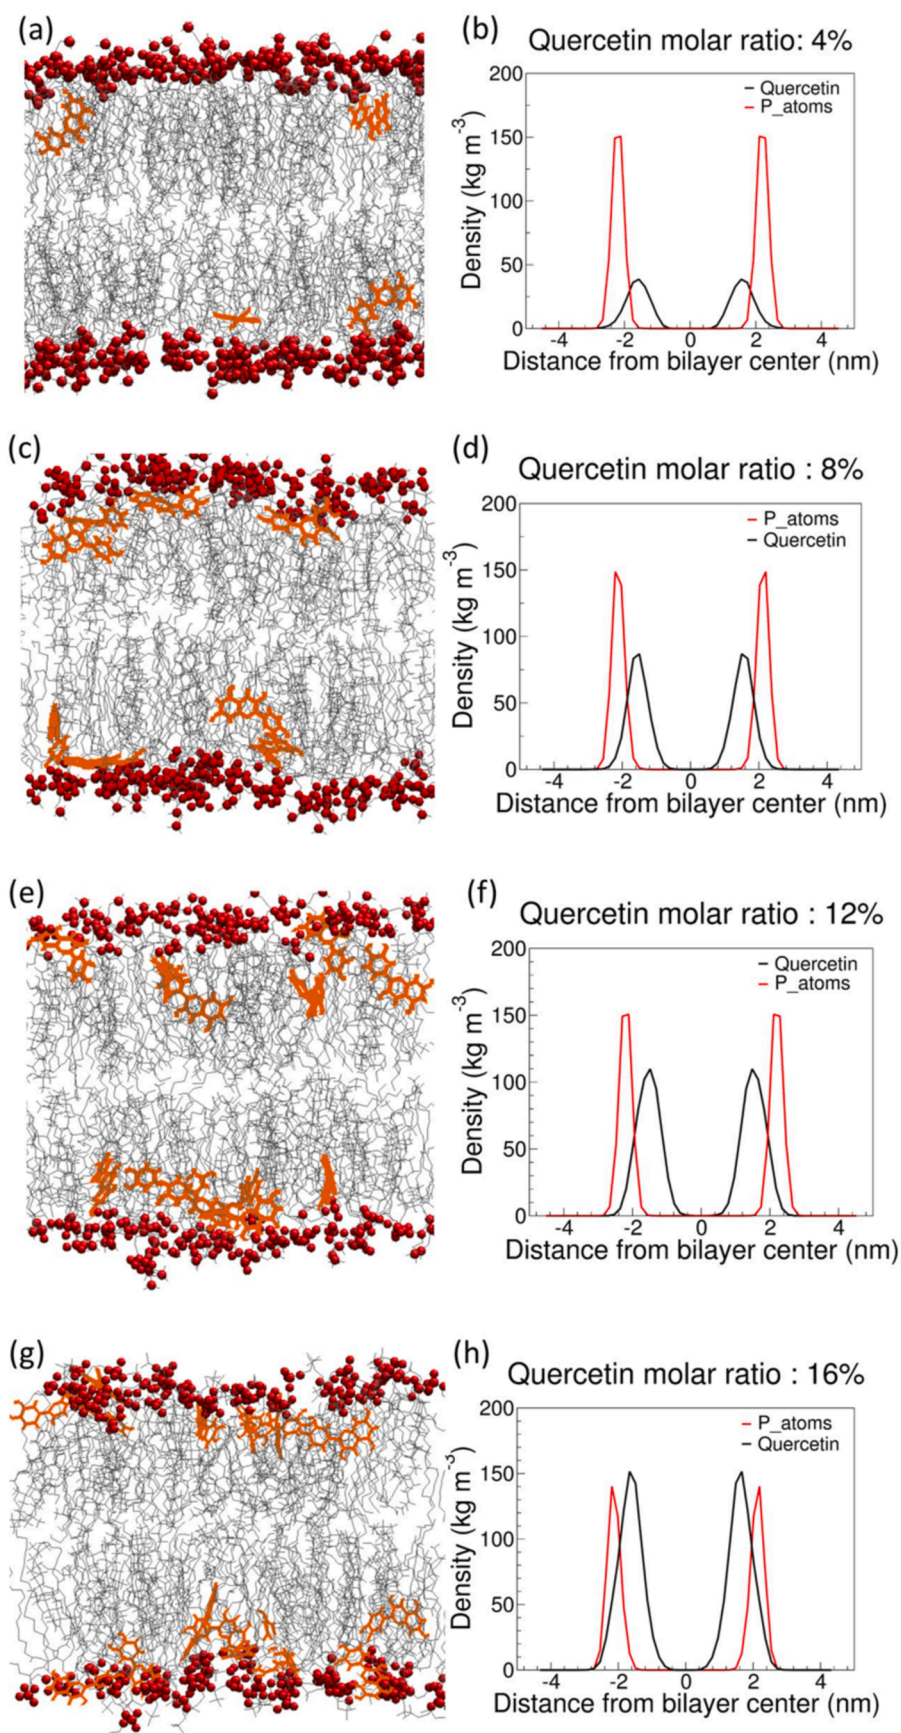 (a)
(b)
Quercetin molar ratio: 4%
200
150
100
50
0
Density (kg m-3)
Quercetin
P_atoms
-4 -2 0 2 4
Distance from bilayer center (nm)
(c)
(d)
Quercetin molar ratio : 8%
200
150
100
50
0
Density (kg m-3)
P_atoms
Quercetin
-4 -2 0 2 4
Distance from bilayer center (nm)
(e)
(f)
Quercetin molar ratio : 12%
200
150
100
50
0
Density (kg m-3)
Quercetin
P_atoms
-4 -2 0 2 4
Distance from bilayer center (nm)
(g)
(h)
Quercetin molar ratio : 16%
200
150
100
50
0
Density (kg m-3)
P_atoms
Quercetin
-2 0 2 4
Distance from bilayer center (nm)